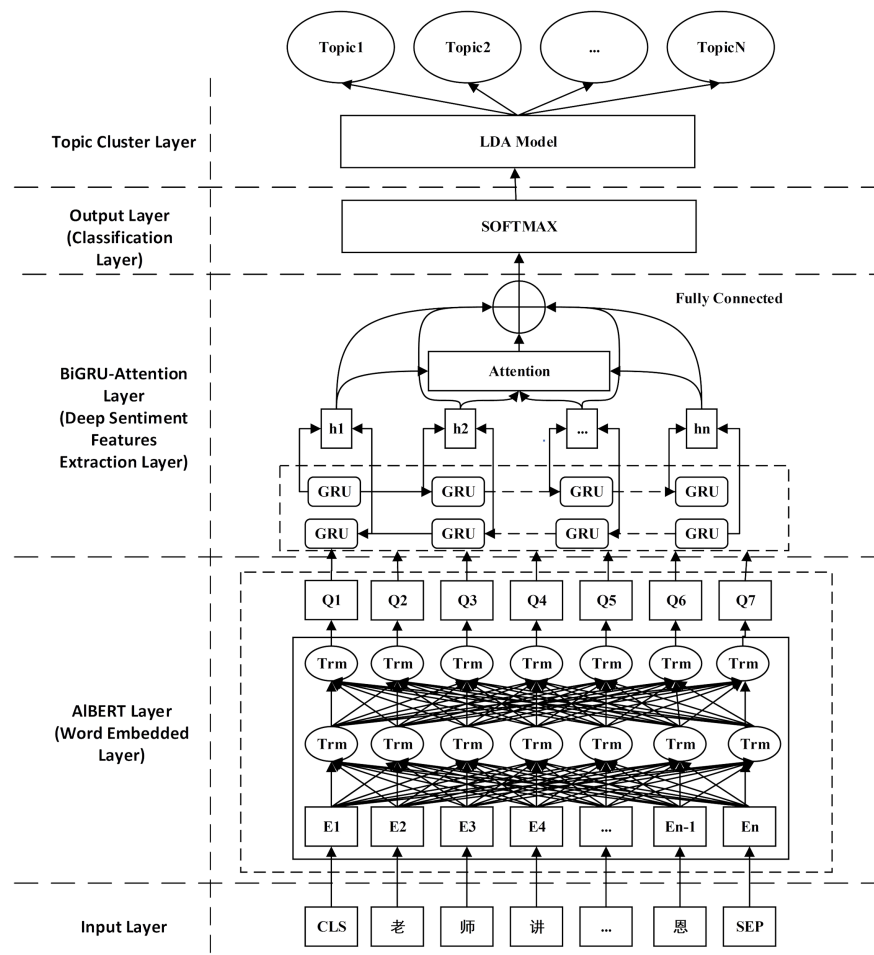 Topic1 Topic2 ... TopicN
Topic Cluster Layer
LDA Model
Output Layer
(Classification
Layer)
SOFTMAX
Fully Connected
BiGRU-Attention
Layer
(Deep Sentiment
Features
Extraction Layer)
Attention
h1 h2 ... hn
GRU GRU GRU GRU
GRU GRU GRU GRU
Q1 Q2 Q3 Q4 Q5 Q6 Q7
Trm Trm Trm Trm Trm Trm Trm
AlBERT Layer
(Word Embedded
Layer)
Trm Trm Trm Trm Trm Trm Trm
E1 E2 E3 E4 ... En-1 En
Input Layer
CLS 老 师 讲 ... 恩 SEP